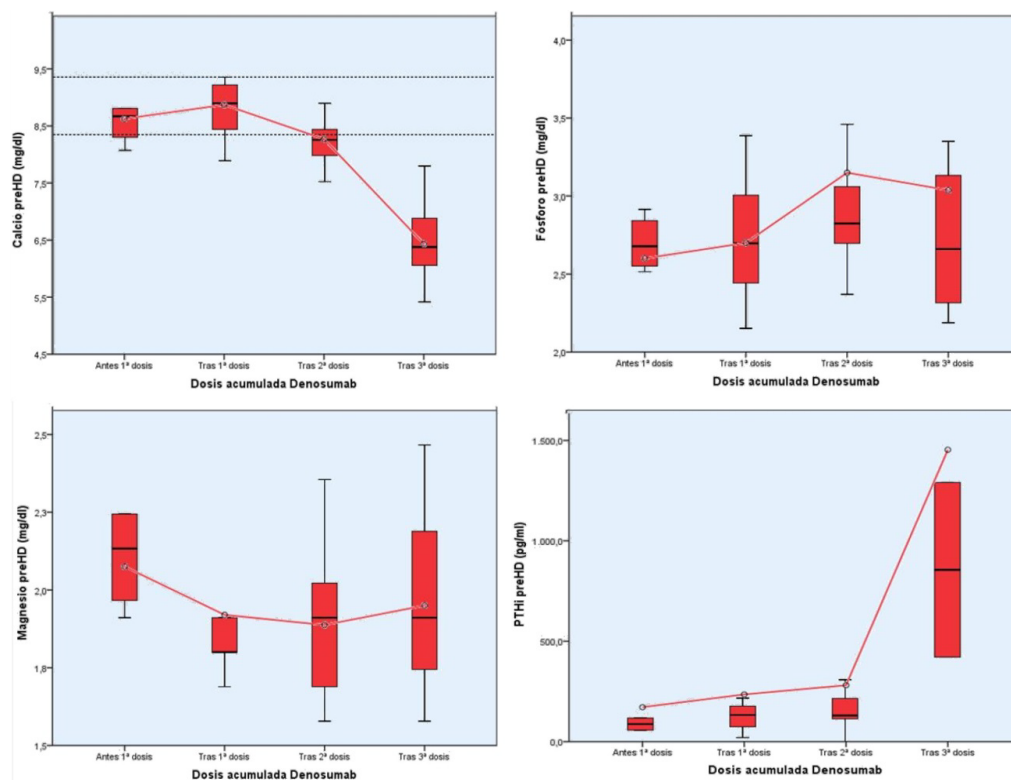 Calcio preHD (mg/dl)
9,5
8,5
7,5
6,5
5,5
4,5
Antes 1ª dosis
Tras 1ª dosis
Tras 2ª dosis
Tras 3ª dosis
Dosis acumulada Denosumab
Fósforo preHD (mg/dl)
4,0
3,5
3,0
2,5
2,0
Antes 1ª dosis
Tras 1ª dosis
Tras 2ª dosis
Tras 3ª dosis
Dosis acumulada Denosumab
Magnesio preHD (mg/dl)
2,5
2,3
2,0
1,8
1,5
Antes 1ª dosis
Tras 1ª dosis
Tras 2ª dosis
Tras 3ª dosis
Dosis acumulada Denosumab
PTHi preHD (pg/ml)
1.500,0
1.000,0
500,0
0,0
Antes 1ª dosis
Tras 1ª dosis
Tras 2ª dosis
Tras 3ª dosis
Dosis acumulada Denosumab